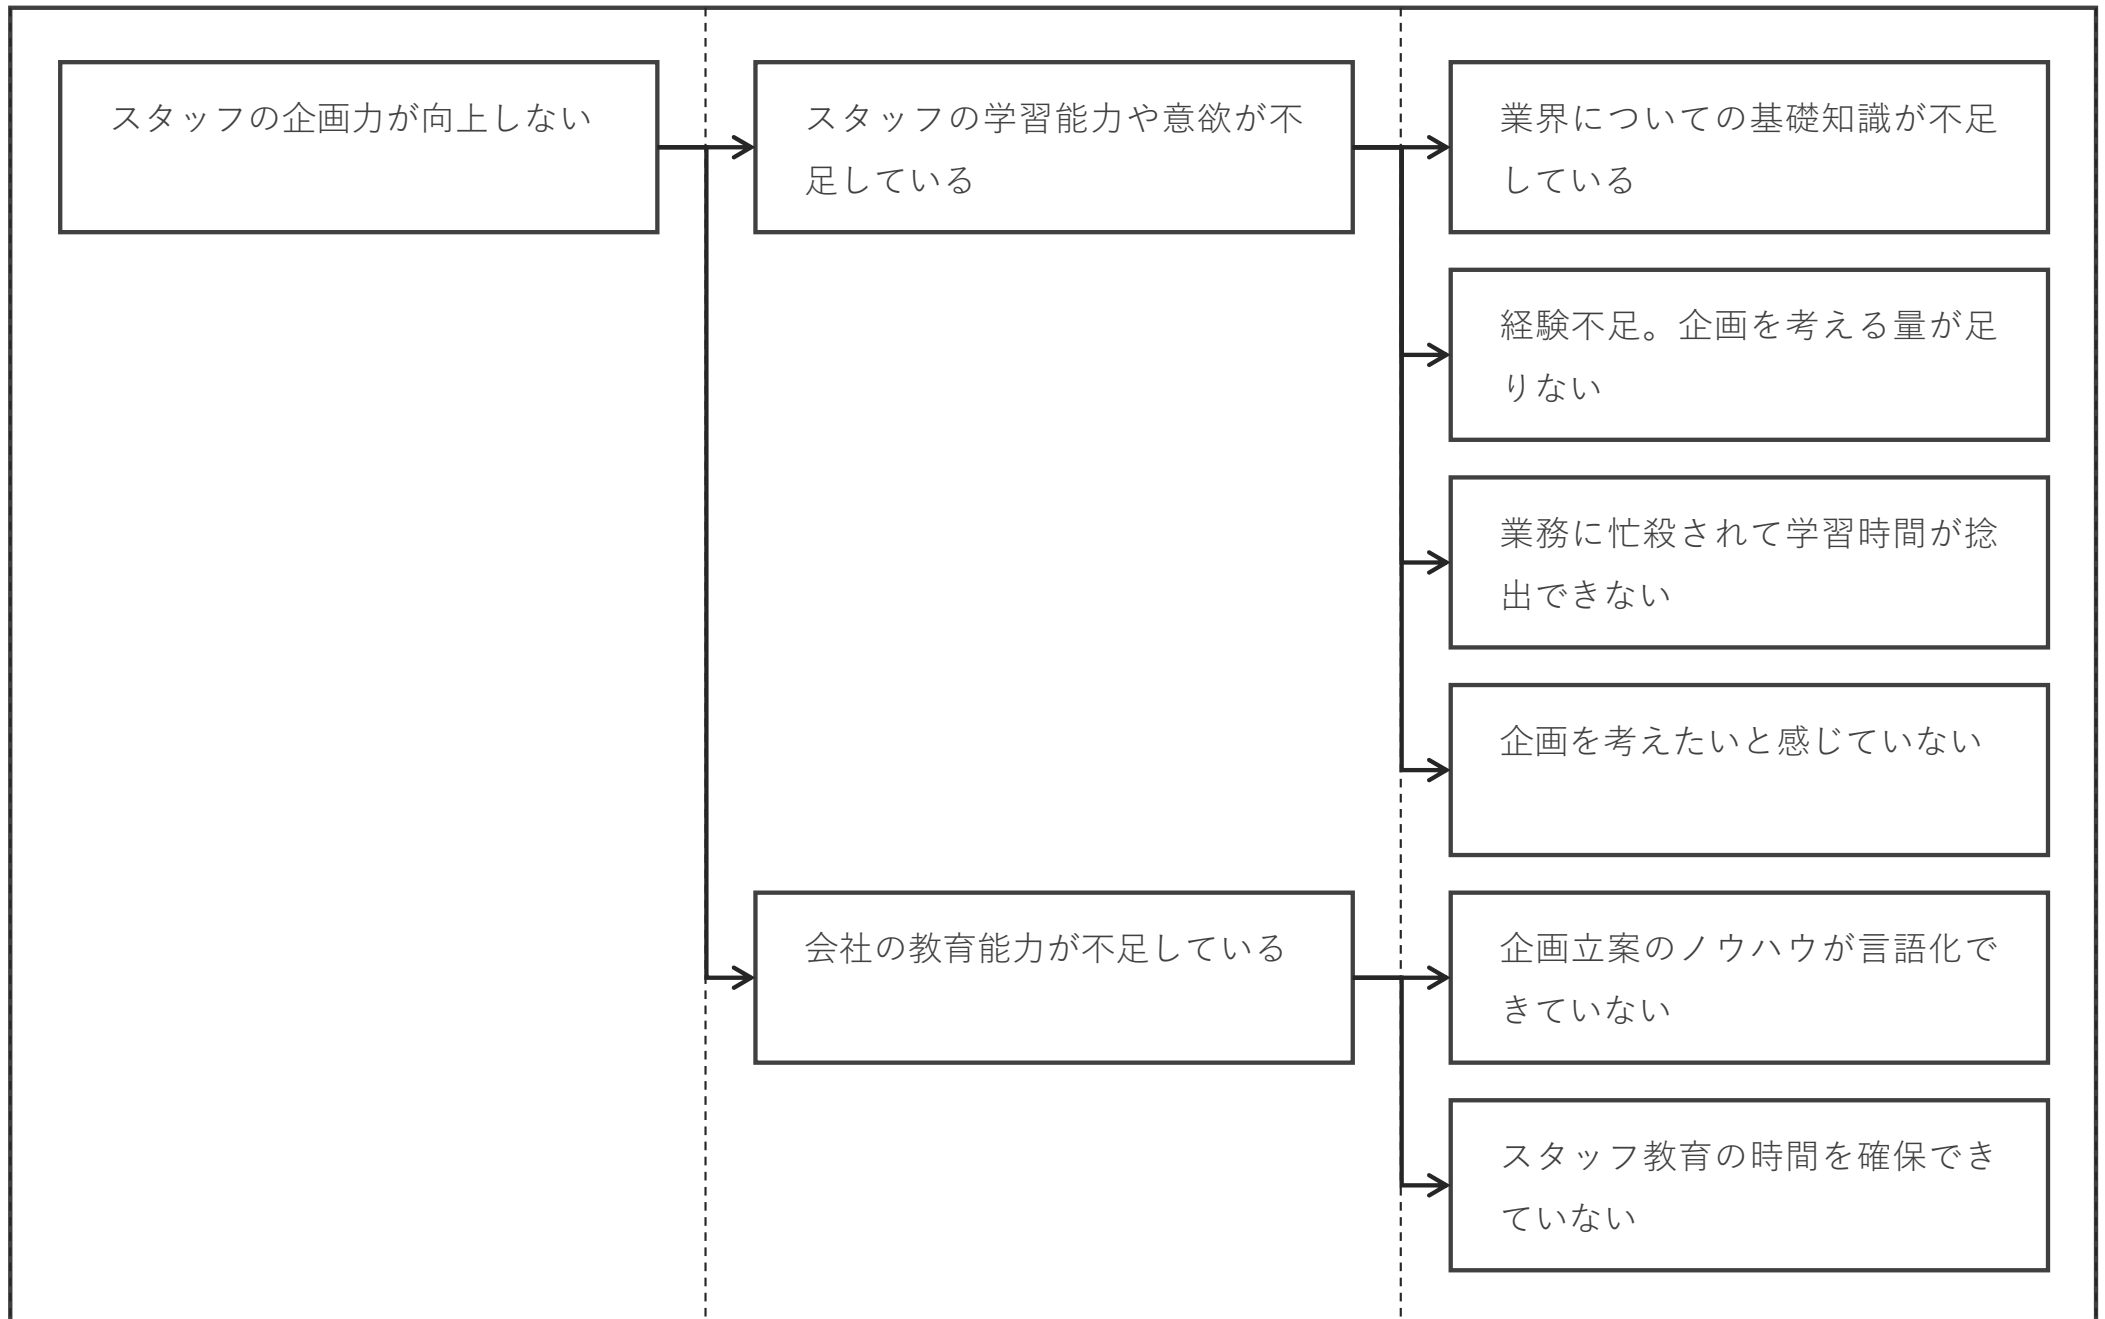 スタッフの企画力が向上しない
スタッフの学習能力や意欲が不
足している
業界についての基礎知識が不足
している
経験不足。企画を考える量が足
りない
業務に忙殺されて学習時間が捻
出できない
企画を考えたいと感じていない
会社の教育能力が不足している
企画立案のノウハウが言語化で
きていない
スタッフ教育の時間を確保でき
ていない